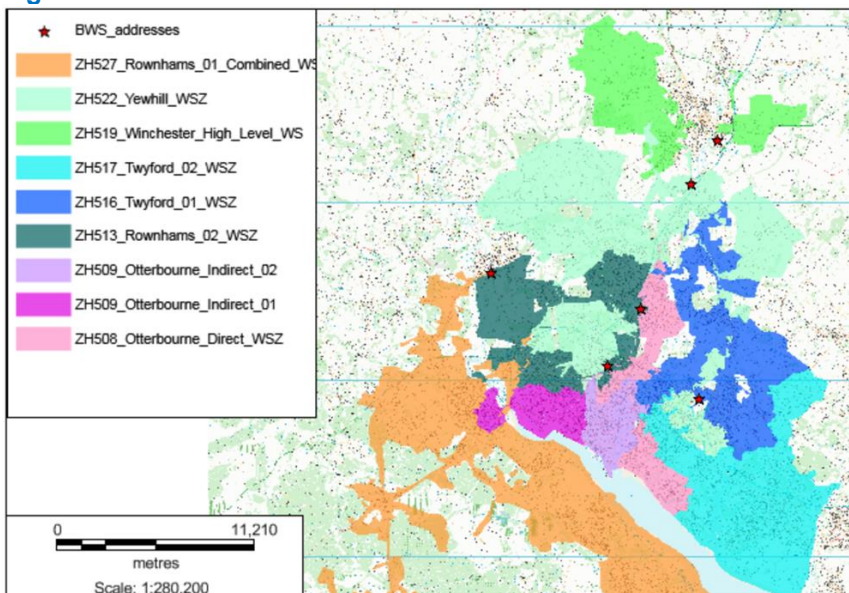 BWS_addresses
ZH527_Rownhams_01_Combined_WS
ZH522_Yewhill_WSZ
ZH519_Winchester_High_Level_WS
ZH517_Twyford_02_WSZ
ZH516_Twyford_01_WSZ
ZH513_Rownhams_02_WSZ
ZH509_Otterbourne_Indirect_02
ZH509_Otterbourne_Indirect_01
ZH508_Otterbourne_Direct_WSZ
0 11,210
metres
Scale: 1:280,200